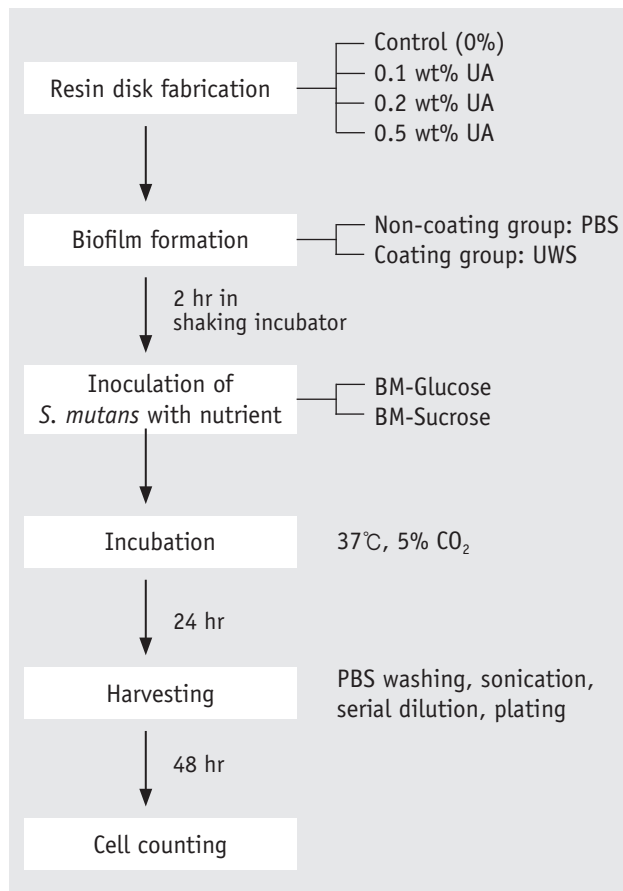 Control (0%)
Resin disk fabrication
0.1 wt% UA
0.2 wt% UA
0.5 wt% UA
Biofilm formation
Non-coating group: PBS
Coating group: UWS
2 hr in
shaking incubator
Inoculation of
S. mutans with nutrient
BM-Glucose
BM-Sucrose
Incubation
37℃, 5% CO₂
24 hr
Harvesting
PBS washing, sonication,
serial dilution, plating
48 hr
Cell counting